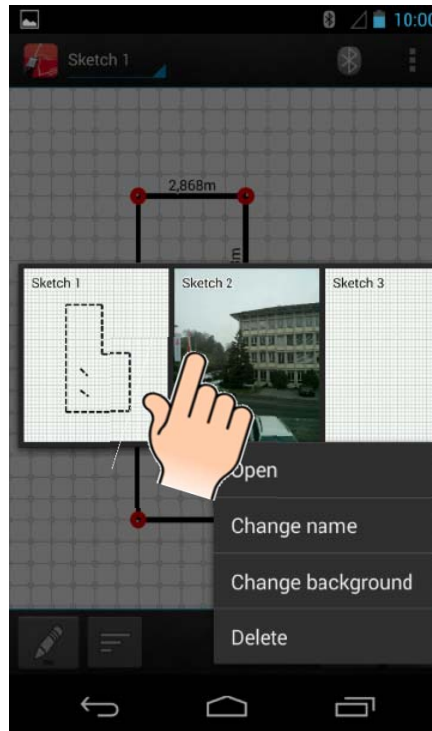 10:00
Sketch 1
2,868m
Sketch 1
Sketch 2
Sketch 3
Open
Change name
Change background
Delete